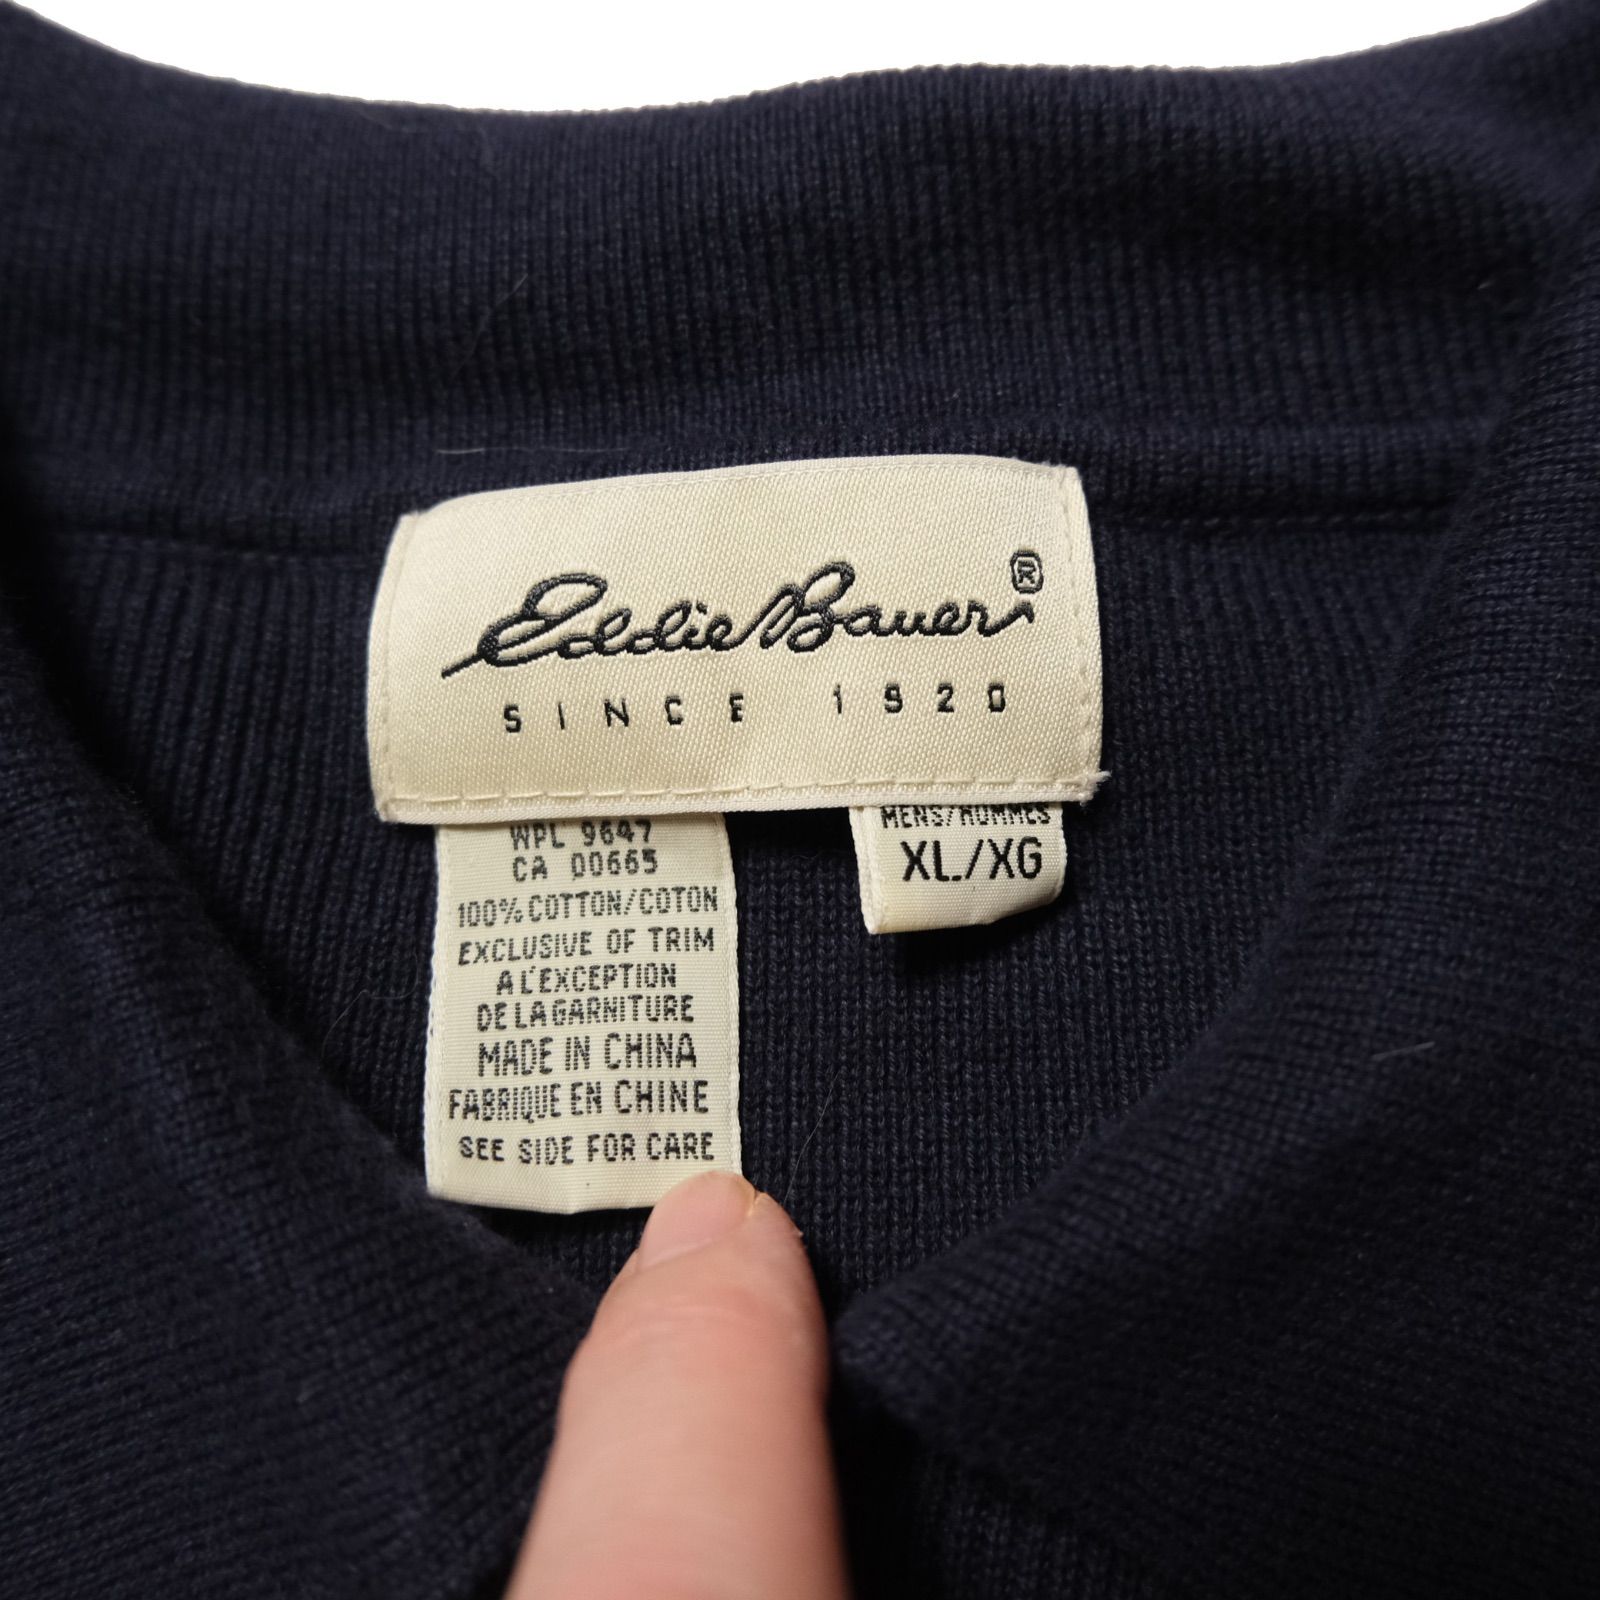 Eddie Bauer®
SINCE 1920
MENS/HOMMES
XL/XG
WPL 9647
CA 00665
100% COTTON/COTON
EXCLUSIVE OF TRIM
A L'EXCEPTION
DE LA GARNITURE
MADE IN CHINA
FABRIQUE EN CHINE
SEE SIDE FOR CARE